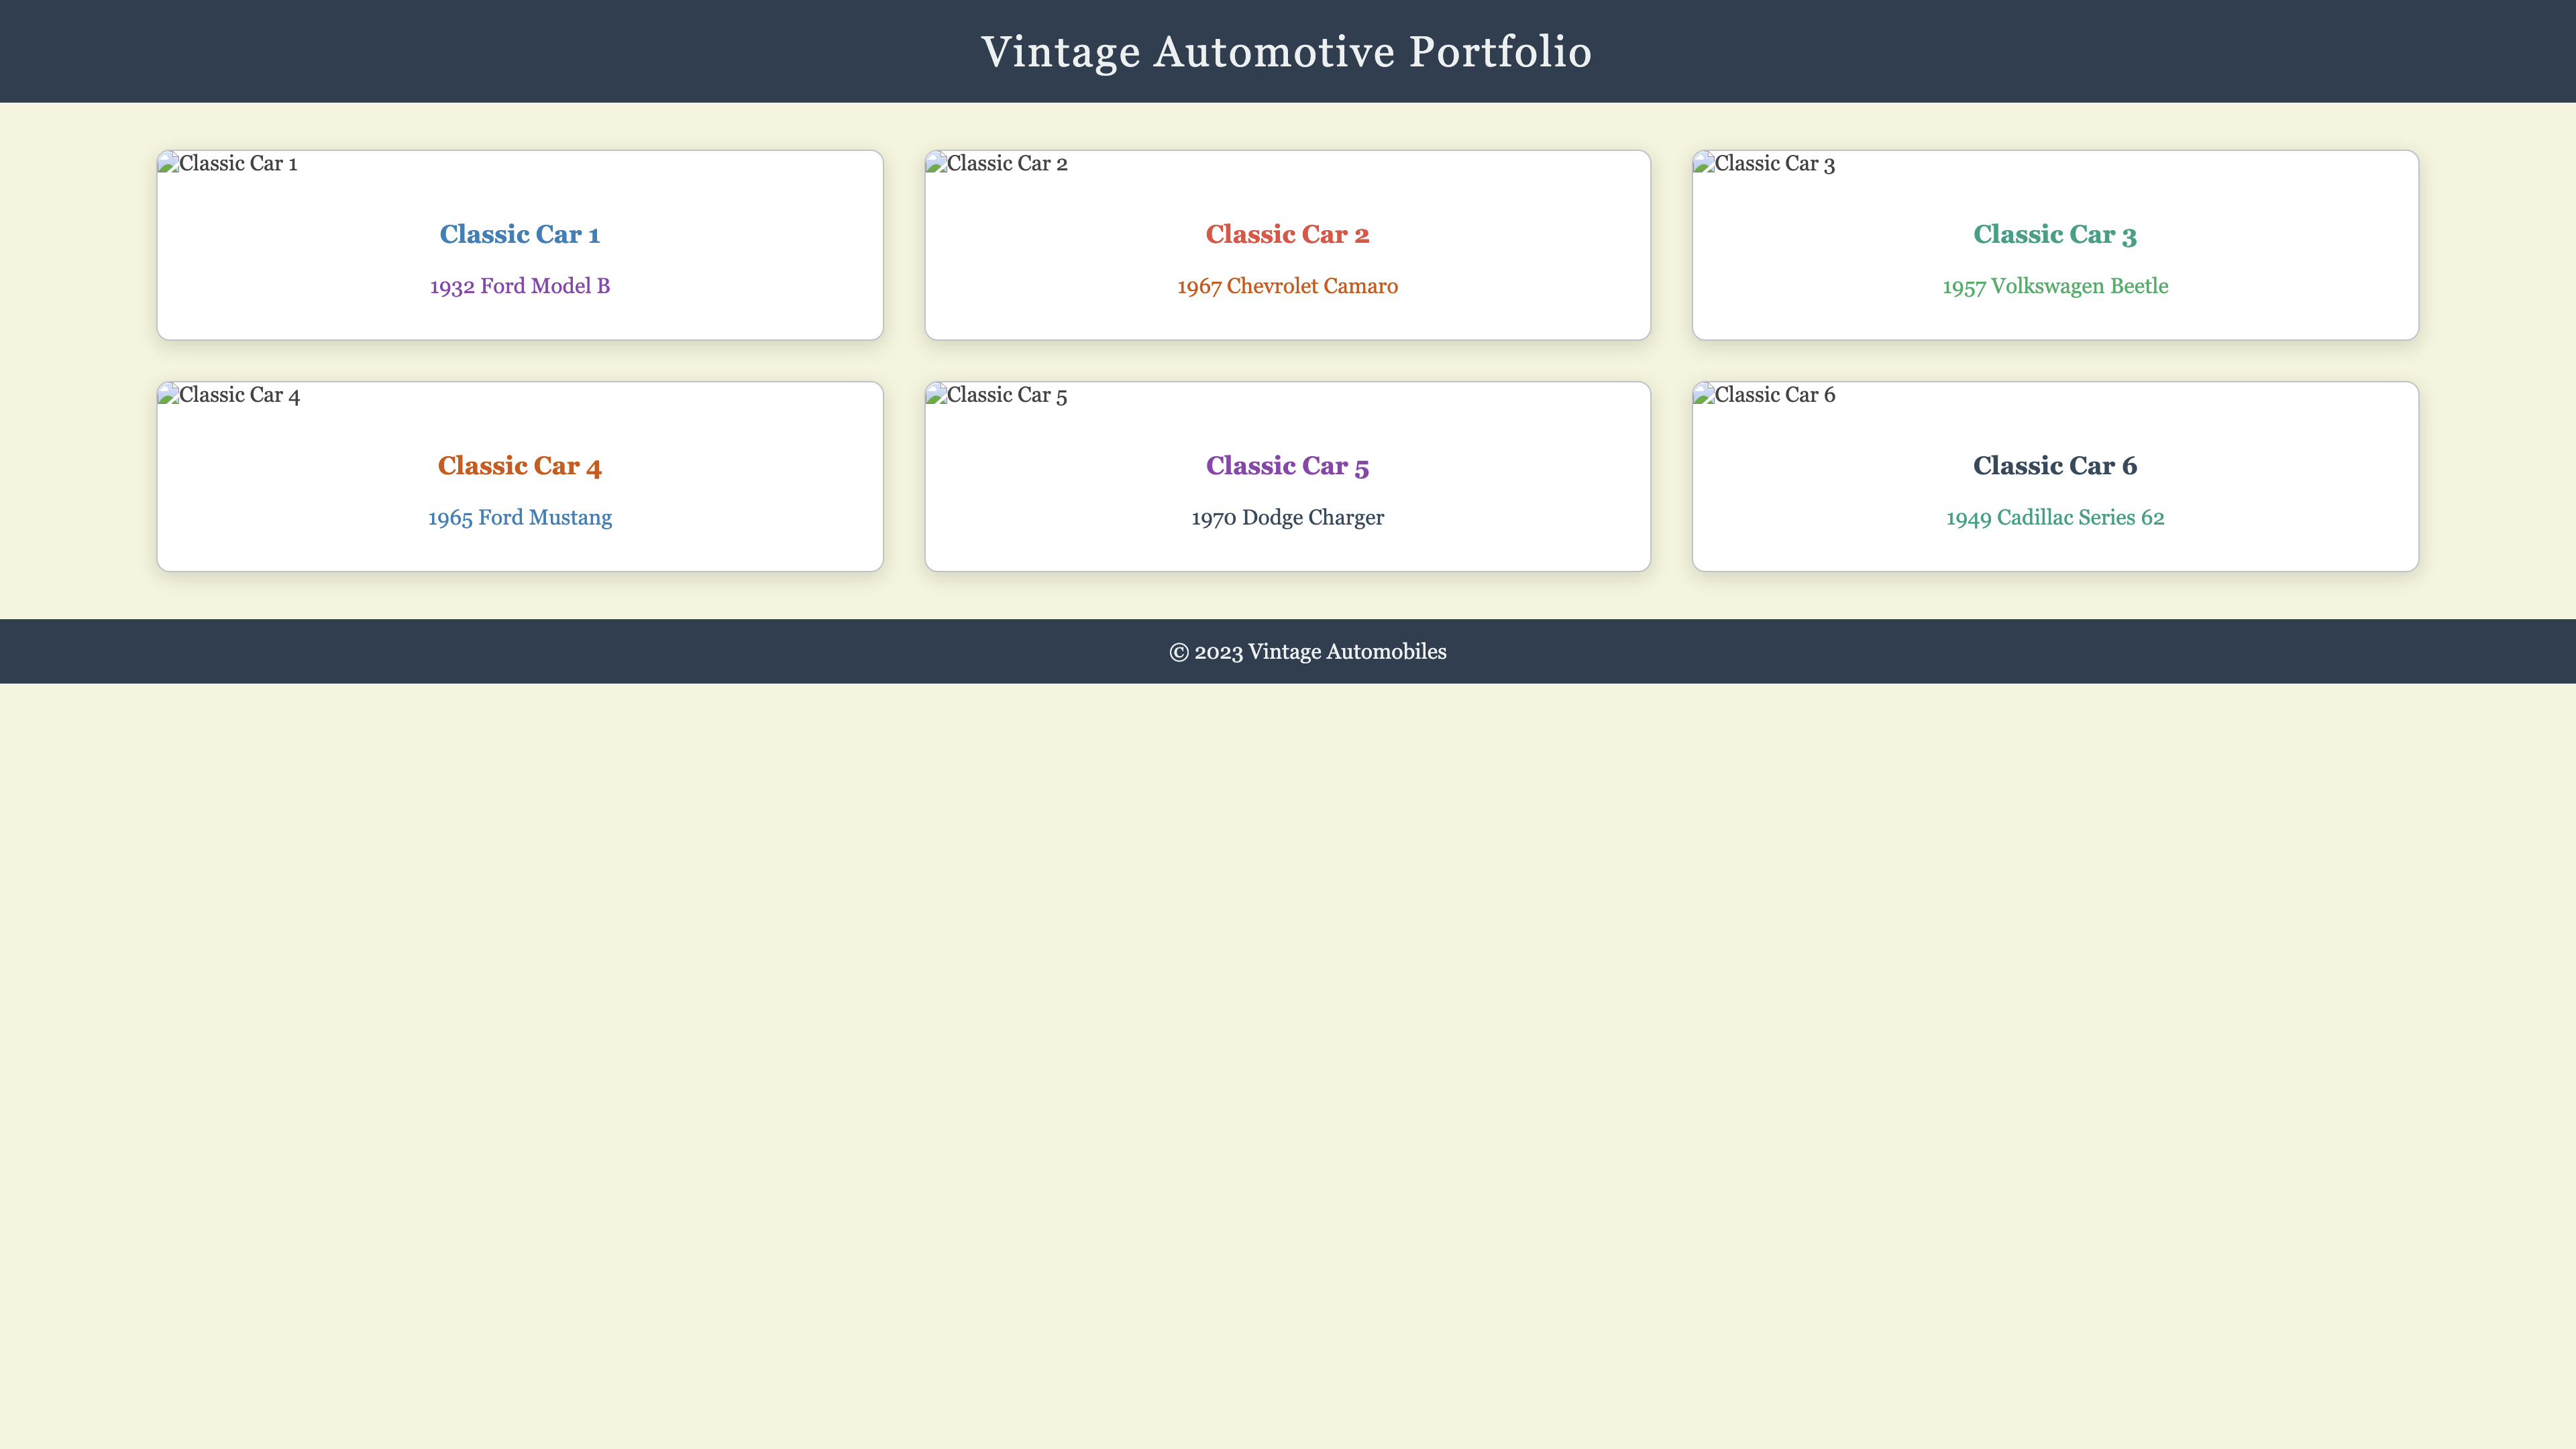 Vintage Automotive Portfolio
Classic Car 1
Classic Car 1
1932 Ford Model B
Classic Car 2
Classic Car 2
1967 Chevrolet Camaro
Classic Car 3
Classic Car 3
1957 Volkswagen Beetle
Classic Car 4
Classic Car 4
1965 Ford Mustang
Classic Car 5
Classic Car 5
1970 Dodge Charger
Classic Car 6
Classic Car 6
1949 Cadillac Series 62
© 2023 Vintage Automobiles